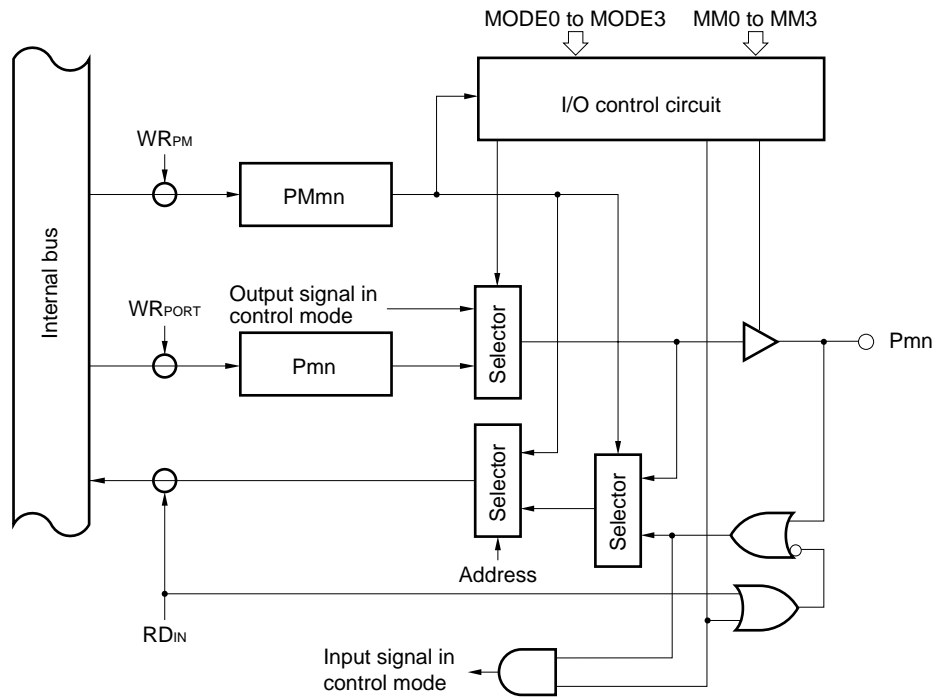 MODE0 to MODE3
MM0 to MM3
I/O control circuit
WRPM
PMmn
Internal bus
Output signal in
control mode
WRPORT
Pmn
Selector
Pmn
Selector
Selector
Address
RDIN
Input signal in
control mode